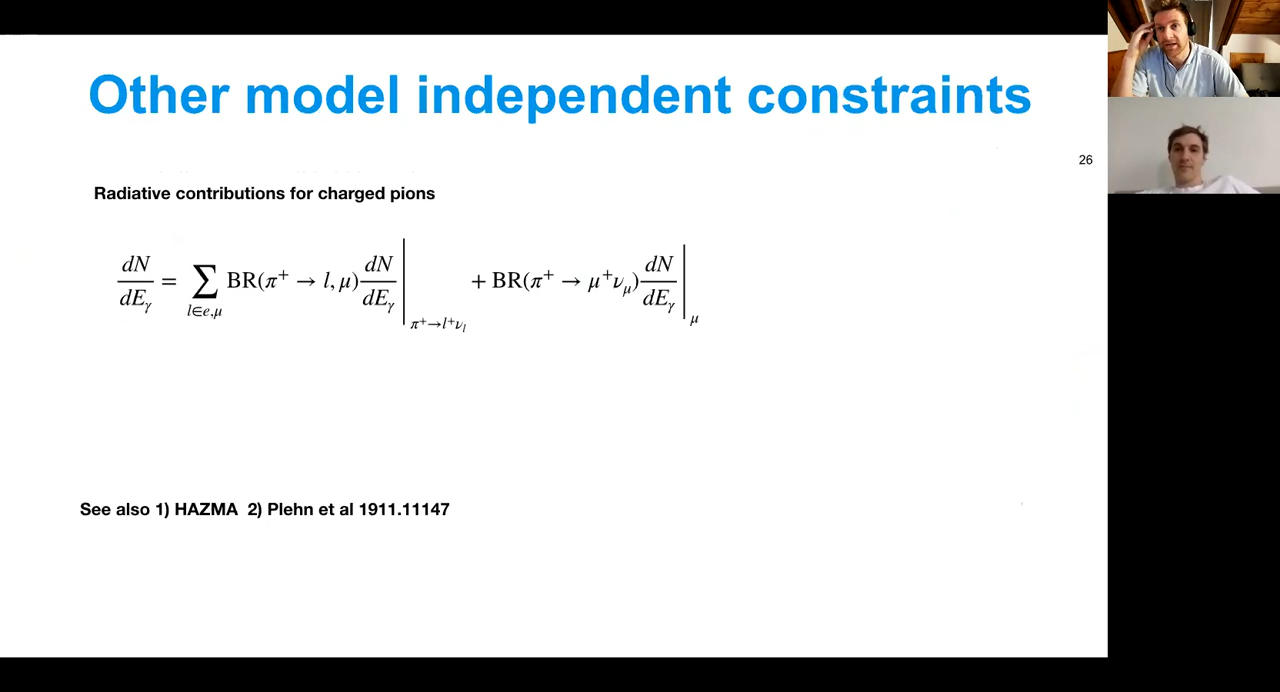 Other model independent constraints
26
Radiative contributions for charged pions
dN/dE_γ = ∑_{l∈e,μ} BR(π⁺ → l, μ) dN/dE_γ |_{π⁺→l⁺ν_l} + BR(π⁺ → μ⁺ν_μ) dN/dE_γ |_μ
See also 1) HAZMA 2) Plehn et al 1911.11147